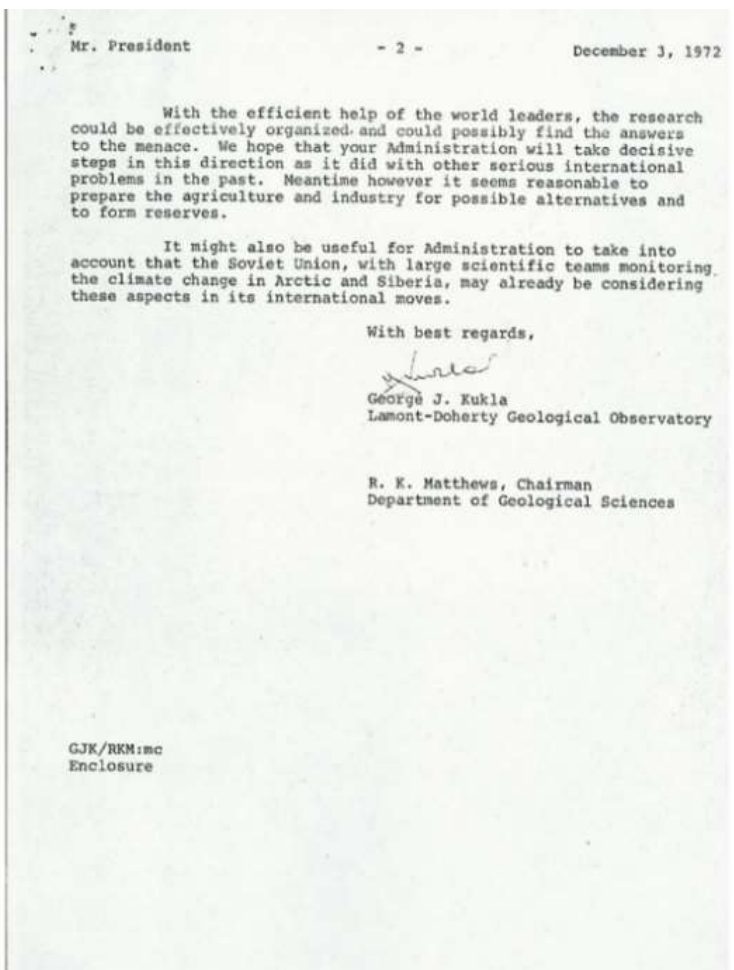 Mr. President - 2 - December 3, 1972
With the efficient help of the world leaders, the research
could be effectively organized and could possibly find the answers
to the menace. We hope that your Administration will take decisive
steps in this direction as it did with other serious international
problems in the past. Meantime however it seems reasonable to
prepare the agriculture and industry for possible alternatives and
to form reserves.
It might also be useful for Administration to take into
account that the Soviet Union, with large scientific teams monitoring
the climate change in Arctic and Siberia, may already be considering
these aspects in its international moves.
With best regards,
GKukla
George J. Kukla
Lamont-Doherty Geological Observatory
R. K. Matthews, Chairman
Department of Geological Sciences
GJK/RKM:mc
Enclosure